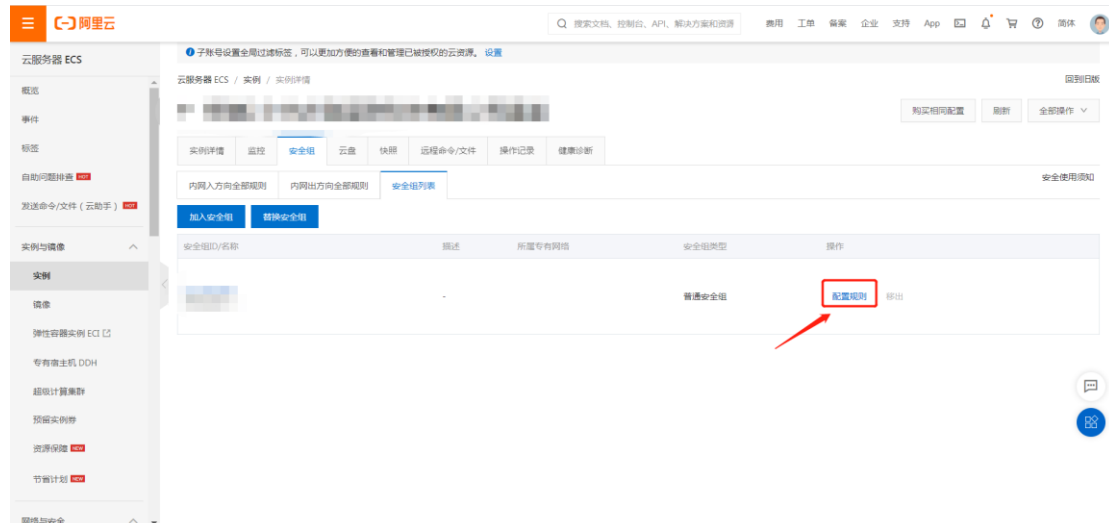 阿里云
搜索文档、控制台、API、解决方案和资源
费用 工单 备案 企业 支持 App 简体
云服务器 ECS
子账号设置全局过滤标签，可以更加方便的查看和管理已被授权的云资源。 设置
云服务器 ECS / 实例 / 实例详情
回到旧版
概览
购买相同配置 刷新 全部操作
事件
标签
实例详情 监控 安全组 云盘 快照 远程命令/文件 操作记录 健康诊断
自助问题排查 HOT
内网入方向全部规则 内网出方向全部规则 安全组列表
安全使用须知
发送命令/文件（云助手） HOT
加入安全组 替换安全组
实例与镜像
安全组ID/名称 描述 所属专有网络 安全组类型 操作
实例
- 普通安全组 配置规则 移出
镜像
弹性容器实例 ECI
专有宿主机 DDH
超级计算集群
预留实例券
资源保障 NEW
节省计划 NEW
网络与安全